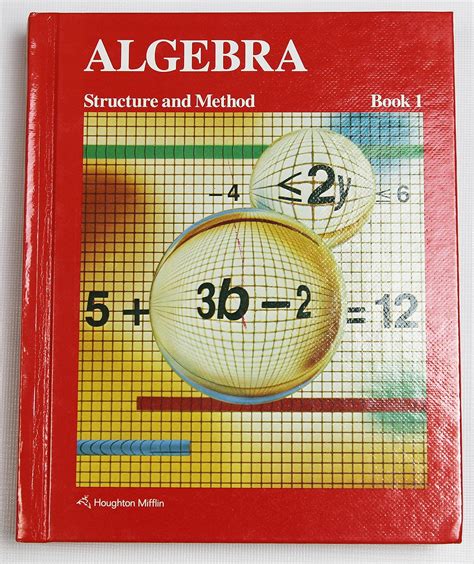 ALGEBRA
Structure and Method Book 1
-4 ≤2y ≤6
5 + 3b - 2 = 12
Houghton Mifflin